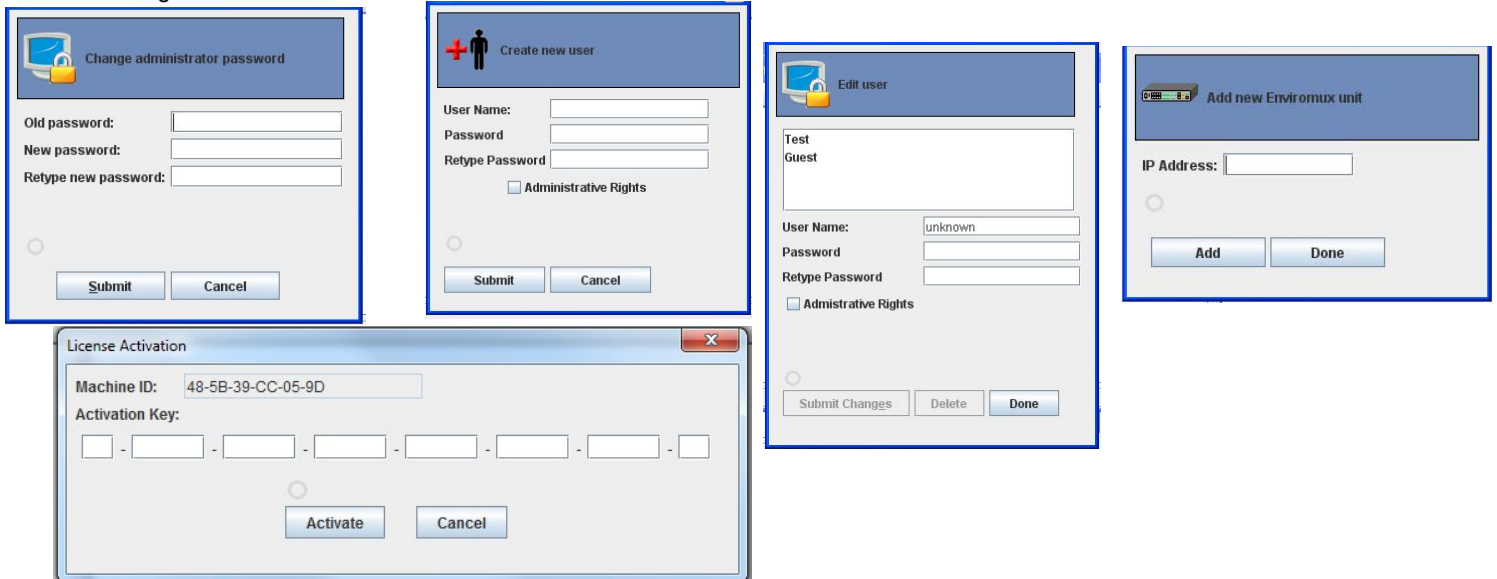 Change administrator password
Old password:
New password:
Retype new password:
Submit Cancel
Create new user
User Name:
Password
Retype Password
Administrative Rights
Submit Cancel
Edit user
Test
Guest
User Name: unknown
Password
Retype Password
Admistrative Rights
Submit Changes Delete Done
Add new Enviromux unit
IP Address:
Add Done
License Activation
X
Machine ID: 48-5B-39-CC-05-9D
Activation Key:
- - - - - - -
Activate Cancel